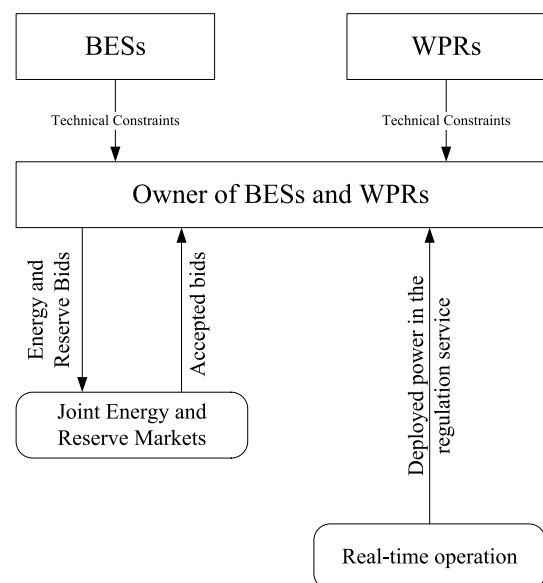 BESs
WPRs
Technical Constraints
Technical Constraints
Owner of BESs and WPRs
Energy and
Reserve Bids
Accepted bids
Deployed power in the
regulation service
Joint Energy and
Reserve Markets
Real-time operation